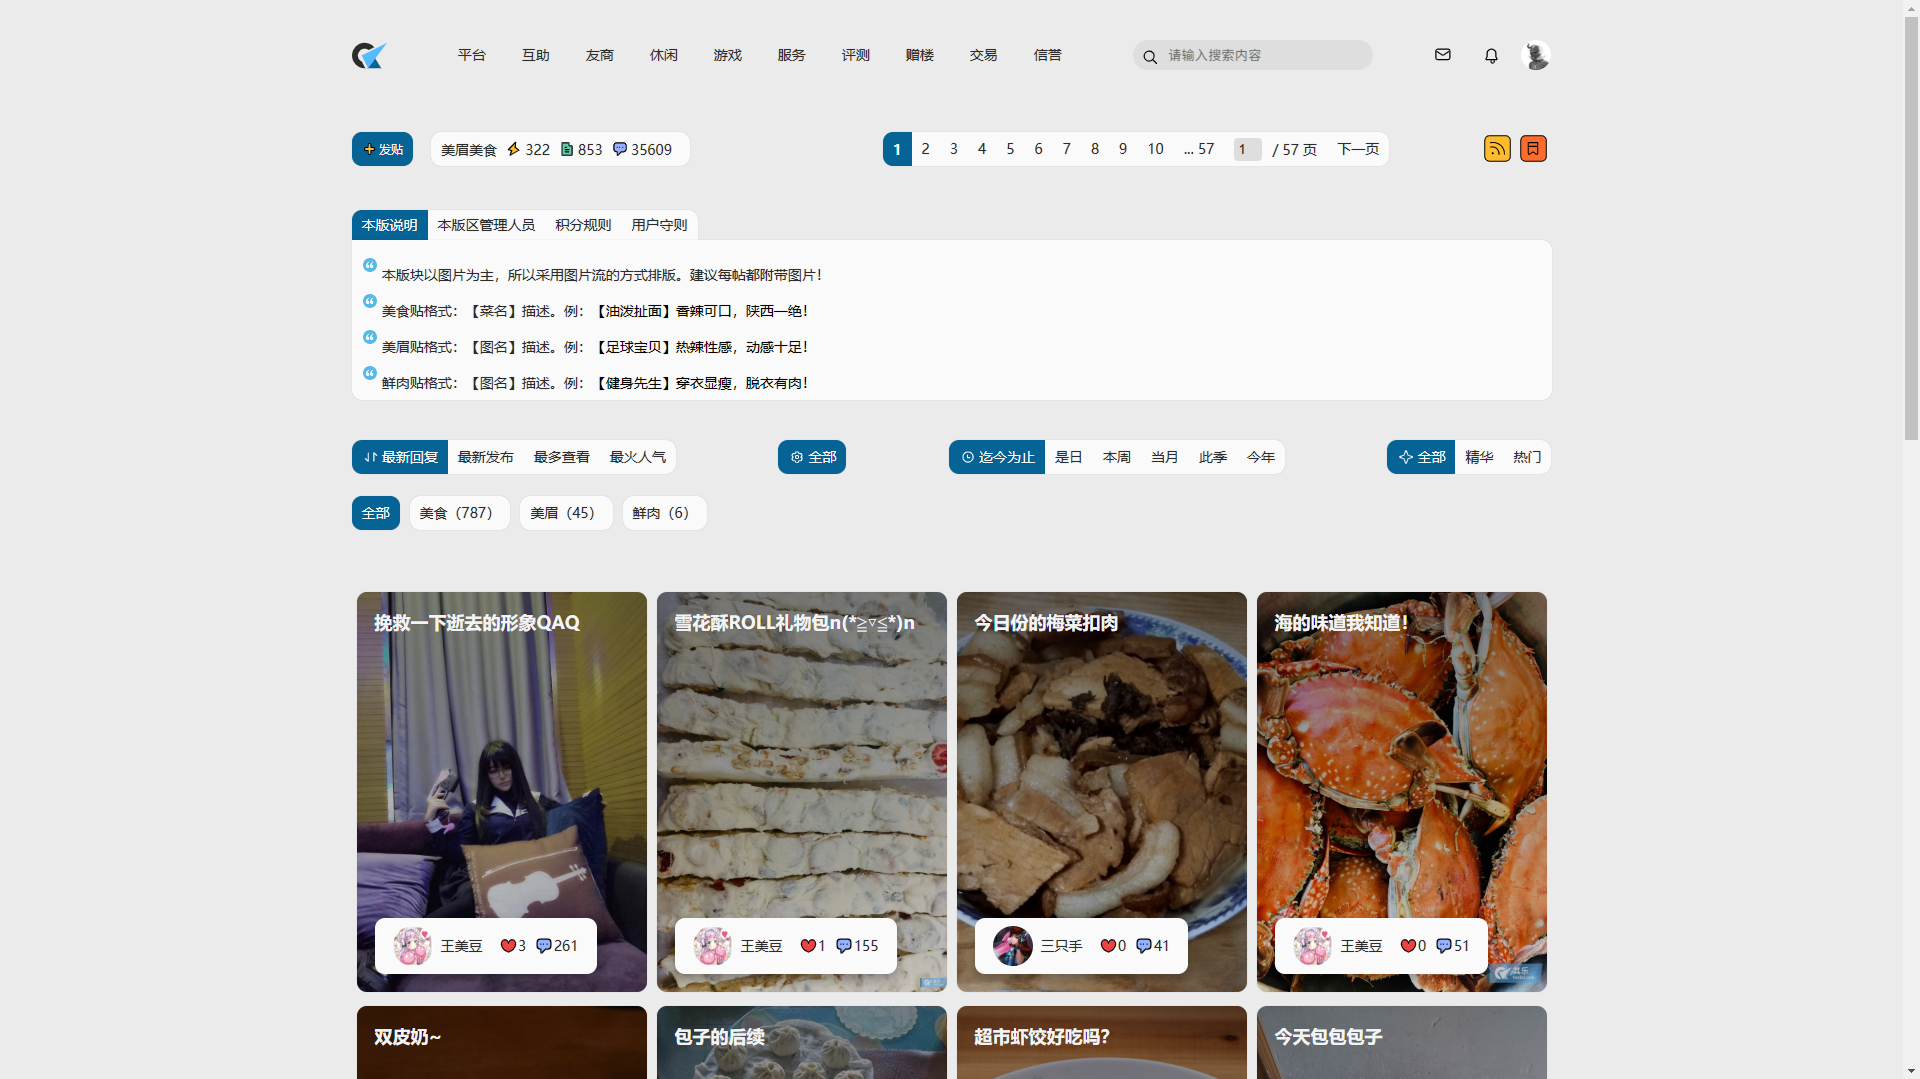 平台 互助 友商 休闲 游戏 服务 评测 赠楼 交易 信誉 请输入搜索内容
发贴 美眉美食 322 853 35609 1 2 3 4 5 6 7 8 9 10 ... 57 1 / 57 页 下一页
本版说明 本版区管理人员 积分规则 用户守则
本版块以图片为主，所以采用图片流的方式排版。建议每帖都附带图片！
美食贴格式：【菜名】描述。例：【油泼扯面】香辣可口，陕西一绝！
美眉贴格式：【图名】描述。例：【足球宝贝】热辣性感，动感十足！
鲜肉贴格式：【图名】描述。例：【健身先生】穿衣显瘦，脱衣有肉！
最新回复 最新发布 最多查看 最火人气 全部 迄今为止 是日 本周 当月 此季 今年 全部 精华 热门
全部 美食（787） 美眉（45） 鲜肉（6）
挽救一下逝去的形象QAQ 雪花酥ROLL礼物包n(*≧▽≦*)n 今日份的梅菜扣肉 海的味道我知道！
王美豆 3 261 王美豆 1 155 三只手 0 41 王美豆 0 51
其乐
双皮奶~ 包子的后续 超市虾饺好吃吗？ 今天包包包子